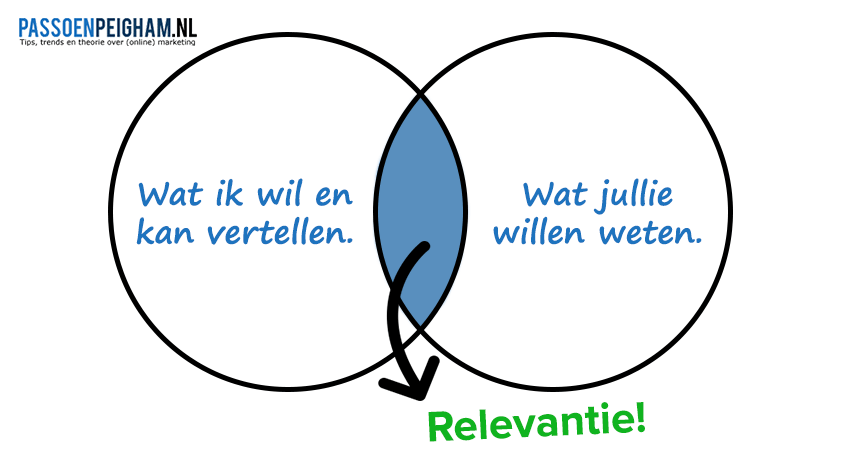 PASSOENPEIGHAM.NL
Tips, trends en theorie over (online) marketing
Wat ik wil en
kan vertellen.
Wat jullie
willen weten.
Relevantie!